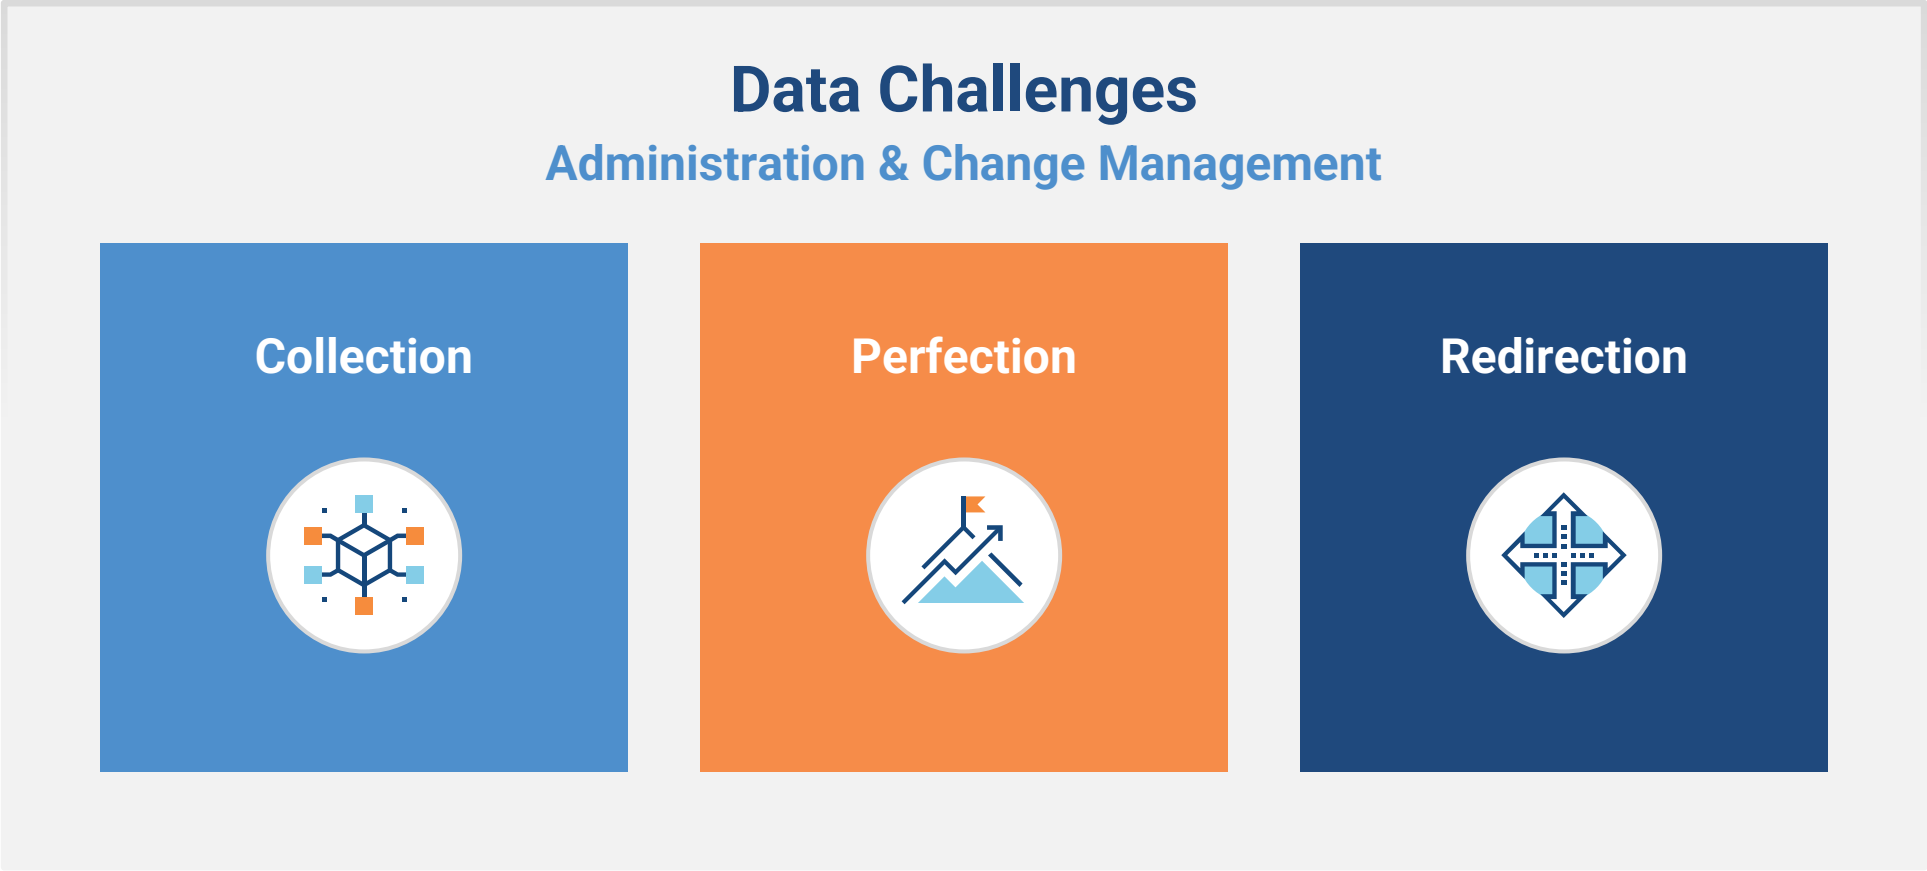 Data Challenges
Administration & Change Management
Collection
Perfection
Redirection